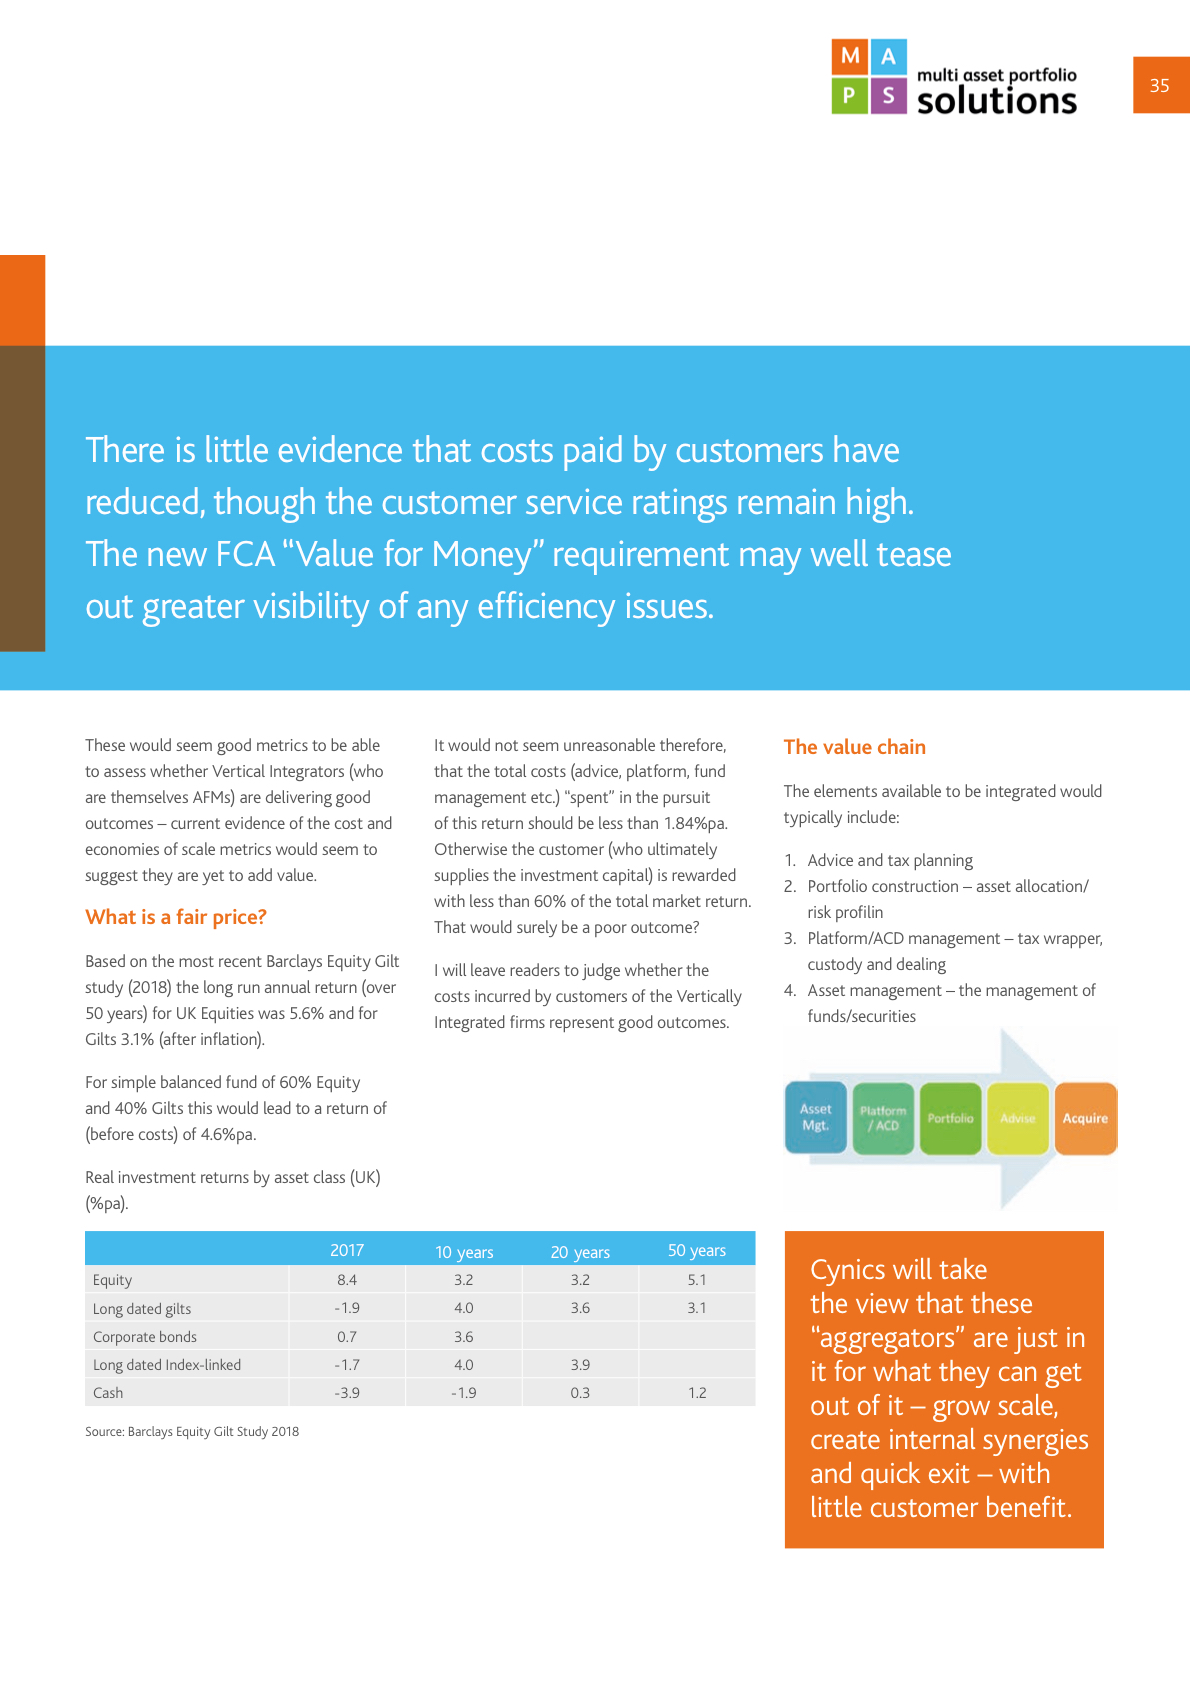 M A
P S
multi asset portfolio
solutions
35
There is little evidence that costs paid by customers have
reduced, though the customer service ratings remain high.
The new FCA “Value for Money” requirement may well tease
out greater visibility of any efficiency issues.
These would seem good metrics to be able
to assess whether Vertical Integrators (who
are themselves AFMs) are delivering good
outcomes – current evidence of the cost and
economies of scale metrics would seem to
suggest they are yet to add value.
What is a fair price?
Based on the most recent Barclays Equity Gilt
study (2018) the long run annual return (over
50 years) for UK Equities was 5.6% and for
Gilts 3.1% (after inflation).
For simple balanced fund of 60% Equity
and 40% Gilts this would lead to a return of
(before costs) of 4.6%pa.
Real investment returns by asset class (UK)
(%pa).
It would not seem unreasonable therefore,
that the total costs (advice, platform, fund
management etc.) “spent” in the pursuit
of this return should be less than 1.84%pa.
Otherwise the customer (who ultimately
supplies the investment capital) is rewarded
with less than 60% of the total market return.
That would surely be a poor outcome?
I will leave readers to judge whether the
costs incurred by customers of the Vertically
Integrated firms represent good outcomes.
The value chain
The elements available to be integrated would
typically include:
1. Advice and tax planning
2. Portfolio construction – asset allocation/
risk profilin
3. Platform/ACD management – tax wrapper,
custody and dealing
4. Asset management – the management of
funds/securities
Asset
Mgt.
Platform
/ ACD
Portfolio
Advise
Acquire
2017 10 years 20 years 50 years
Equity 8.4 3.2 3.2 5.1
Long dated gilts -1.9 4.0 3.6 3.1
Corporate bonds 0.7 3.6
Long dated Index-linked -1.7 4.0 3.9
Cash -3.9 -1.9 0.3 1.2
Source: Barclays Equity Gilt Study 2018
Cynics will take
the view that these
“aggregators” are just in
it for what they can get
out of it – grow scale,
create internal synergies
and quick exit – with
little customer benefit.